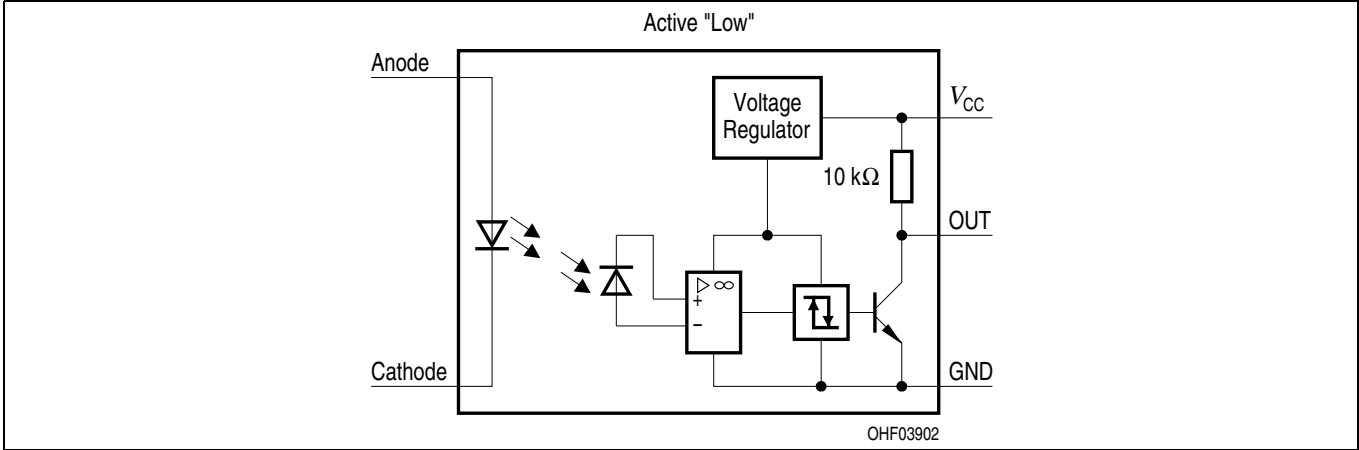 Active "Low"
Anode
Voltage
Regulator
VCC
10 kΩ
OUT
▷ ∞
+
−
Cathode
GND
OHF03902